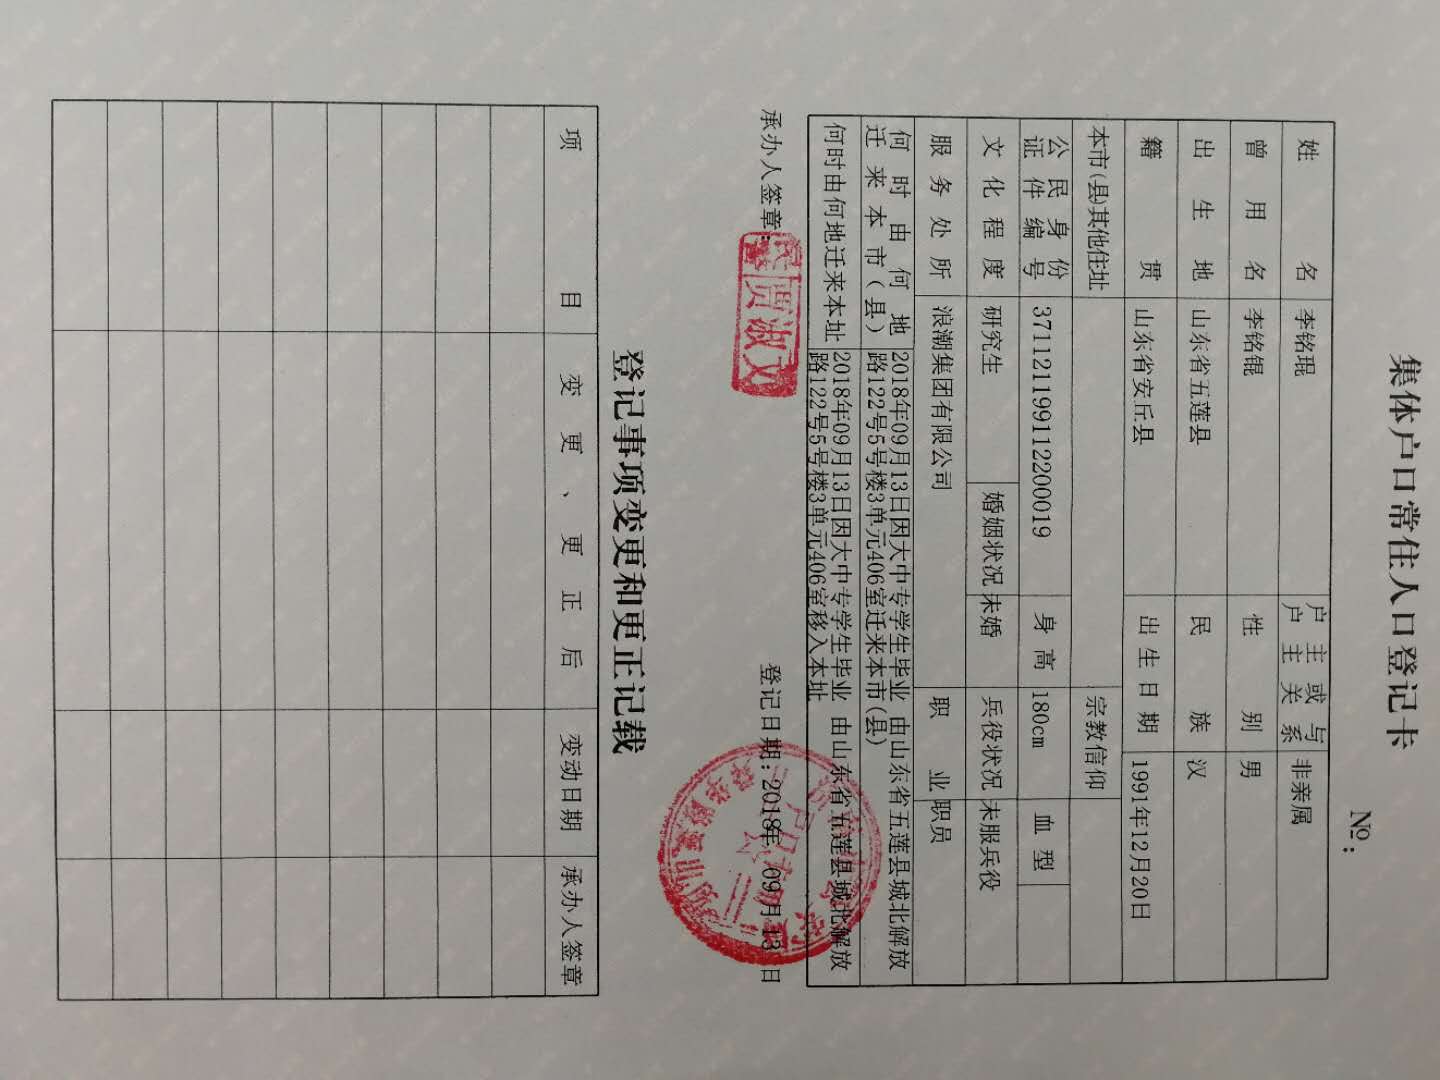 №：
集体户口常住人口登记卡
姓 名 李铭琨 户主或与户主关系 非亲属
曾用名 李铭锟 性 别 男
出生地 山东省五莲县 民 族 汉
籍 贯 山东省安丘县 出生日期 1991年12月20日
本市(县)其他住址 宗教信仰
公民身份证件编号 371121199112200019 身 高 180cm 血 型
文化程度 研究生 婚姻状况 未婚 兵役状况 未服兵役
服务处所 浪潮集团有限公司 职 业 职员
何时由何地迁来本市(县) 2018年09月13日因大中专学生毕业 由山东省五莲县城北解放
路122号5号楼3单元406室迁来本市(县)
何时由何地迁来本址 2018年09月13日因大中专学生毕业 由山东省五莲县城北解放
路122号5号楼3单元406室移入本址
承办人签章： 贾淑文 登记日期：2018年 09月 13日
户口专用
登记事项变更和更正记载
项 目 变更、更正后 变动日期 承办人签章